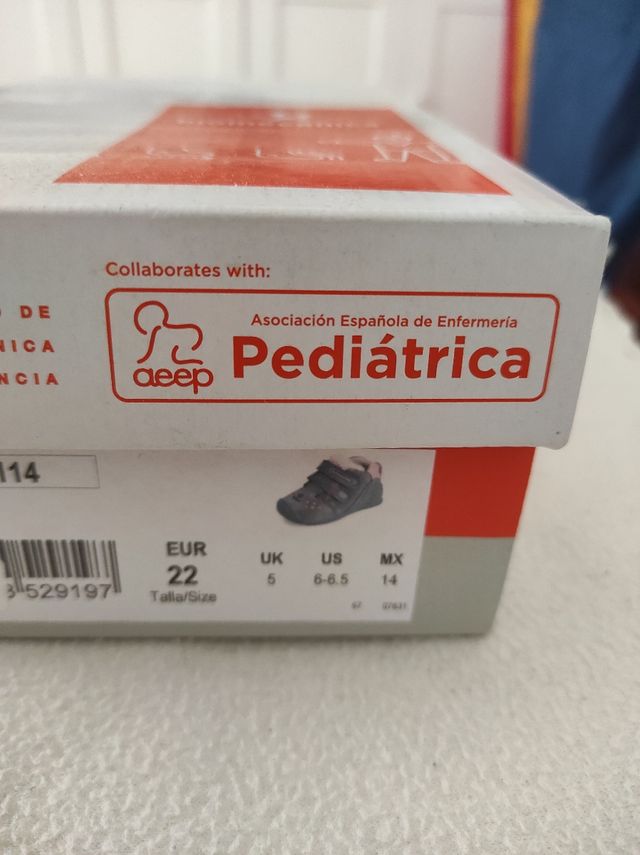 Collaborates with:
O DE
NICA
NCIA
aeep
Asociación Española de Enfermería
Pediátrica
114
529197
EUR
22
Talla/Size
UK
5
US
6-6.5
MX
14